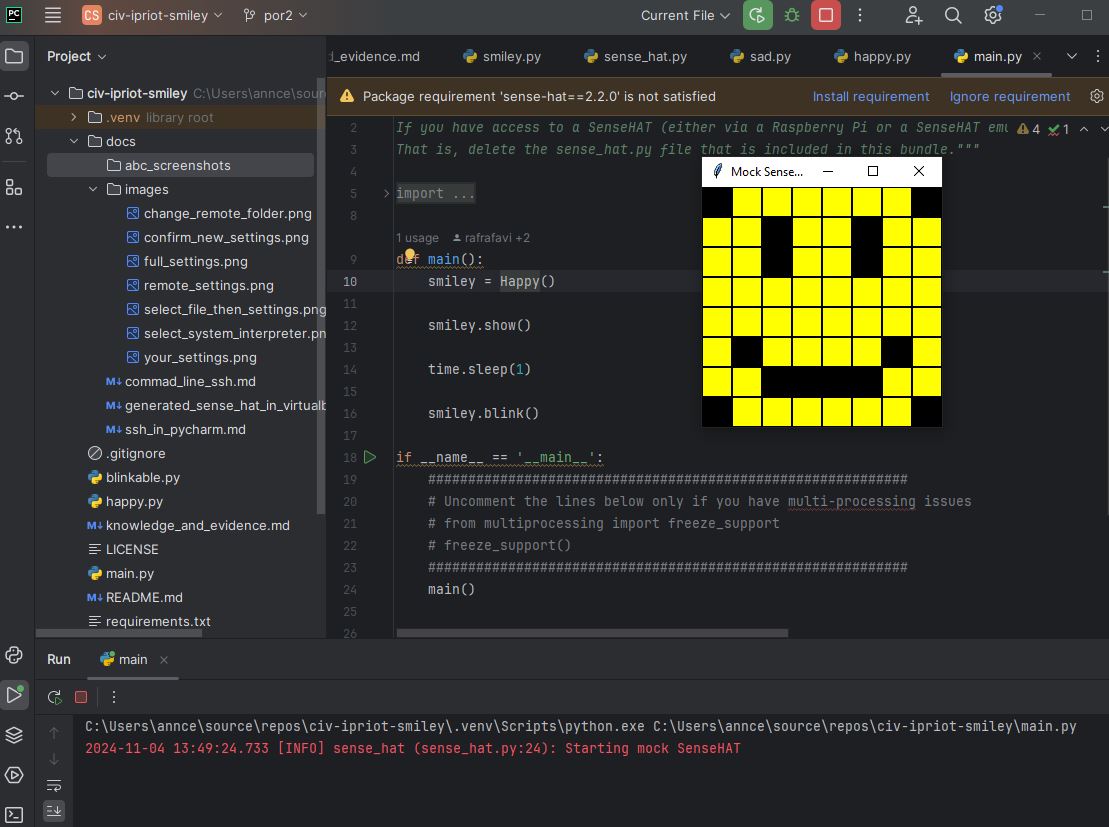 PC
CS civ-ipriot-smiley por2 Current File
Project
civ-ipriot-smiley C:\Users\annce\sour
.venv library root
docs
abc_screenshots
images
change_remote_folder.png
confirm_new_settings.png
full_settings.png
remote_settings.png
select_file_then_settings.png
select_system_interpreter.pn
your_settings.png
M↓ commad_line_ssh.md
M↓ generated_sense_hat_in_virtualb
M↓ ssh_in_pycharm.md
.gitignore
blinkable.py
happy.py
M↓ knowledge_and_evidence.md
LICENSE
main.py
M↓ README.md
requirements.txt
d_evidence.md smiley.py sense_hat.py sad.py happy.py main.py
Package requirement 'sense-hat==2.2.0' is not satisfied Install requirement Ignore requirement
2 If you have access to a SenseHAT (either via a Raspberry Pi or a SenseHAT emu 4 1
3 That is, delete the sense_hat.py file that is included in this bundle."""
4
5 import ...
8
1 usage rafrafavi +2
9 def main():
10 smiley = Happy()
11
12 smiley.show()
13
14 time.sleep(1)
15
16 smiley.blink()
17
18 if __name__ == '__main__':
19 ############################################################
20 # Uncomment the lines below only if you have multi-processing issues
21 # from multiprocessing import freeze_support
22 # freeze_support()
23 ############################################################
24 main()
25
26
Mock Sense...
Run main
C:\Users\annce\source\repos\civ-ipriot-smiley\.venv\Scripts\python.exe C:\Users\annce\source\repos\civ-ipriot-smiley\main.py
2024-11-04 13:49:24.733 [INFO] sense_hat (sense_hat.py:24): Starting mock SenseHAT